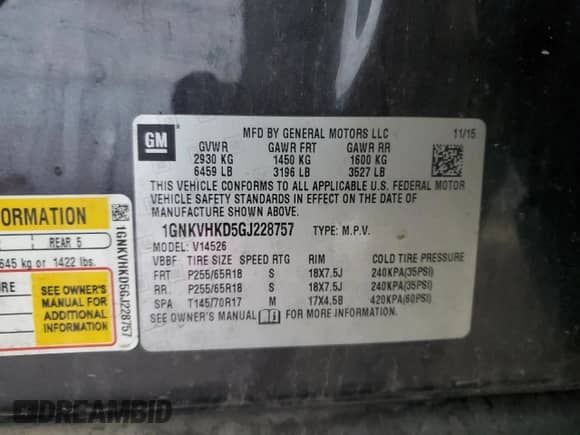 GM
MFD BY GENERAL MOTORS LLC 11/15
GVWR GAWR FRT GAWR RR
2930 KG 1450 KG 1600 KG
6459 LB 3196 LB 3527 LB
THIS VEHICLE CONFORMS TO ALL APPLICABLE U.S. FEDERAL MOTOR
VEHICLE SAFETY STANDARDS IN EFFECT ON THE DATE OF
MANUFACTURE SHOWN ABOVE.
1GNKVHKD5GJ228757 TYPE: M.P.V.
MODEL: V14526
VBBF TIRE SIZE SPEED RTG RIM COLD TIRE PRESSURE
FRT P255/65R18 S 18X7.5J 240KPA(35PSI)
RR P255/65R18 S 18X7.5J 240KPA(35PSI)
SPA T145/70R17 M 17X4.5B 420KPA(60PSI)
SEE OWNER'S MANUAL FOR MORE INFORMATION.
ORMATION
REAR 5
645 kg or 1422 lbs.
SEE OWNER'S
MANUAL FOR
ADDITIONAL
INFORMATION
1GNKVHKD5GJ228757
DREAMBID